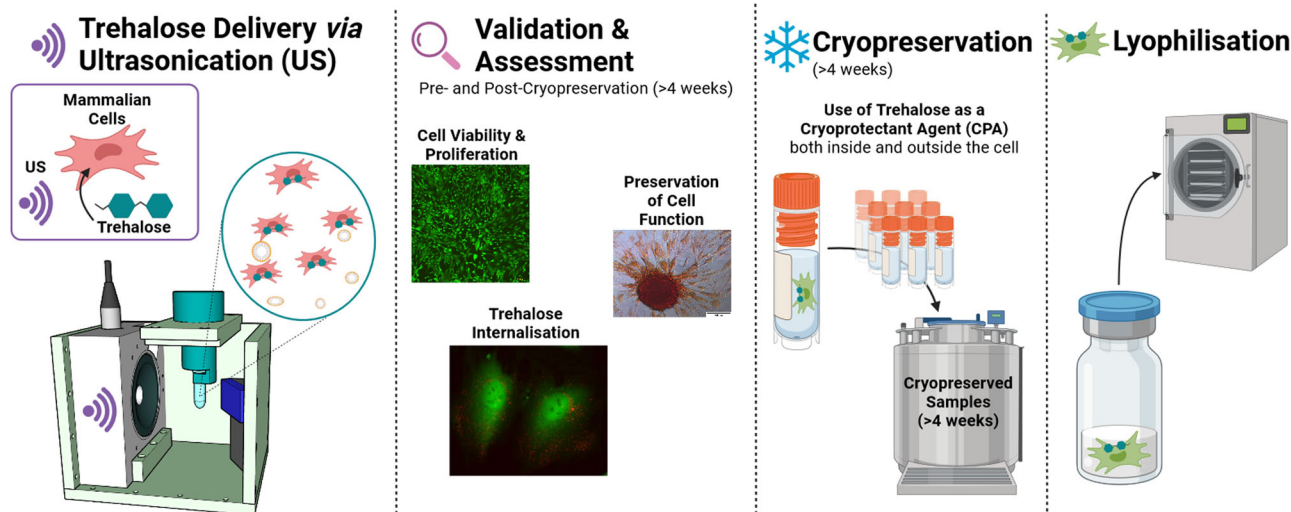 Trehalose Delivery via
Ultrasonication (US)
Mammalian
Cells
US
Trehalose
Validation &
Assessment
Pre- and Post-Cryopreservation (>4 weeks)
Cell Viability &
Proliferation
Preservation
of Cell
Function
Trehalose
Internalisation
Cryopreservation
(>4 weeks)
Use of Trehalose as a
Cryoprotectant Agent (CPA)
both inside and outside the cell
Cryopreserved
Samples
(>4 weeks)
Lyophilisation